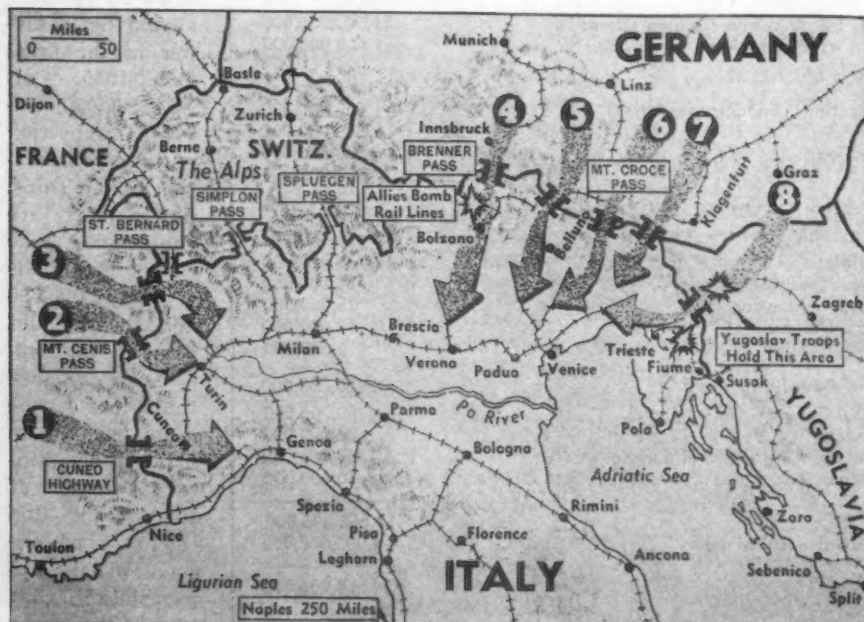 Miles
0 50
GERMANY
Munich
Linz
Basle
Dijon
Zurich
Innsbruck
4
5
6
7
BRENNER
PASS
FRANCE
Berne
SWITZ.
The Alps
MT. CROCE
PASS
Graz
8
Klagenfurt
SIMPLON
PASS
SPLUEGEN
PASS
Allies Bomb
Rail Lines
ST. BERNARD
PASS
Bolzano
Belluno
3
2
Zagreb
MT. CENIS
PASS
Milan
Brescia
Verona
Padua
Venice
Trieste
Fiume
Susak
Yugoslav Troops
Hold This Area
Turin
1
Cuneo
Po River
Parma
Pola
YUGOSLAVIA
CUNEO
HIGHWAY
Genoa
Bologna
Adriatic Sea
Spezia
Rimini
Zara
Nice
Pisa
Florence
Toulon
Leghorn
ITALY
Ancona
Sebenico
Ligurian Sea
Naples 250 Miles
Split